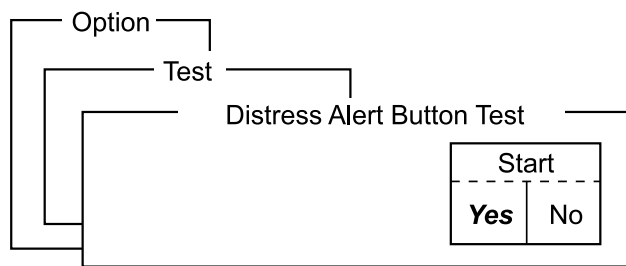 Option
Test
Distress Alert Button Test
Start
Yes No